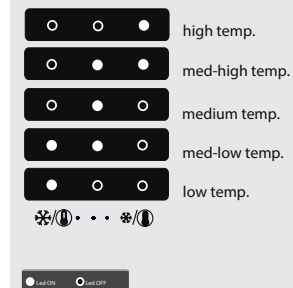 high temp.
med-high temp.
medium temp.
med-low temp.
low temp.
Led ON Led OFF